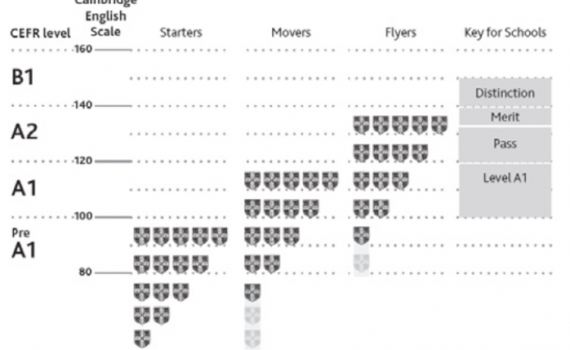 Cambridge
English
CEFR level Scale Starters Movers Flyers Key for Schools
160
B1
Distinction
140
Merit
A2
Pass
120
A1
Level A1
100
Pre
A1
80